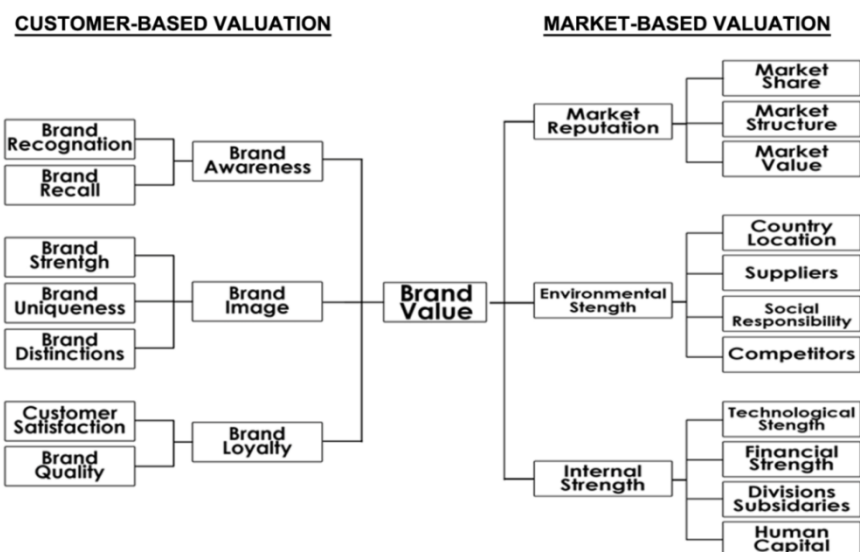 CUSTOMER-BASED VALUATION
Brand
Recognation
Brand
Recall
Brand
Awareness
Brand
Strentgh
Brand
Uniqueness
Brand
Distinctions
Brand
Image
Customer
Satisfaction
Brand
Quality
Brand
Loyalty
Brand
Value
MARKET-BASED VALUATION
Market
Reputation
Market
Share
Market
Structure
Market
Value
Environmental
Stength
Country
Location
Suppliers
Social
Responsibility
Competitors
Internal
Strength
Technological
Stength
Financial
Strength
Divisions
Subsidaries
Human
Capital